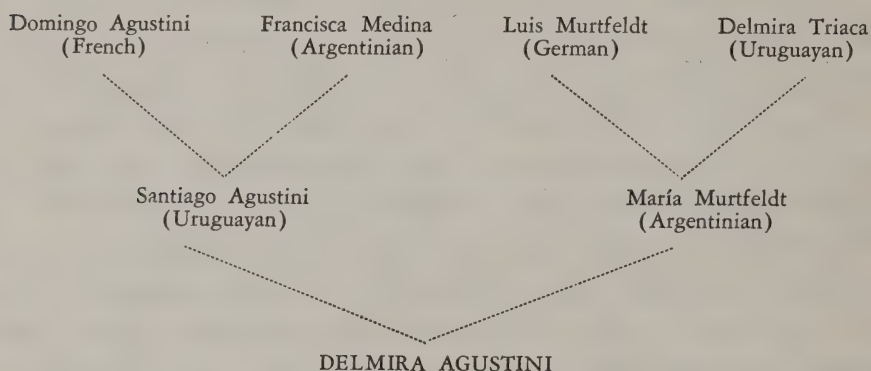 Domingo Agustini Francisca Medina Luis Murtfeldt Delmira Triaca
(French) (Argentinian) (German) (Uruguayan)
Santiago Agustini María Murtfeldt
(Uruguayan) (Argentinian)
DELMIRA AGUSTINI